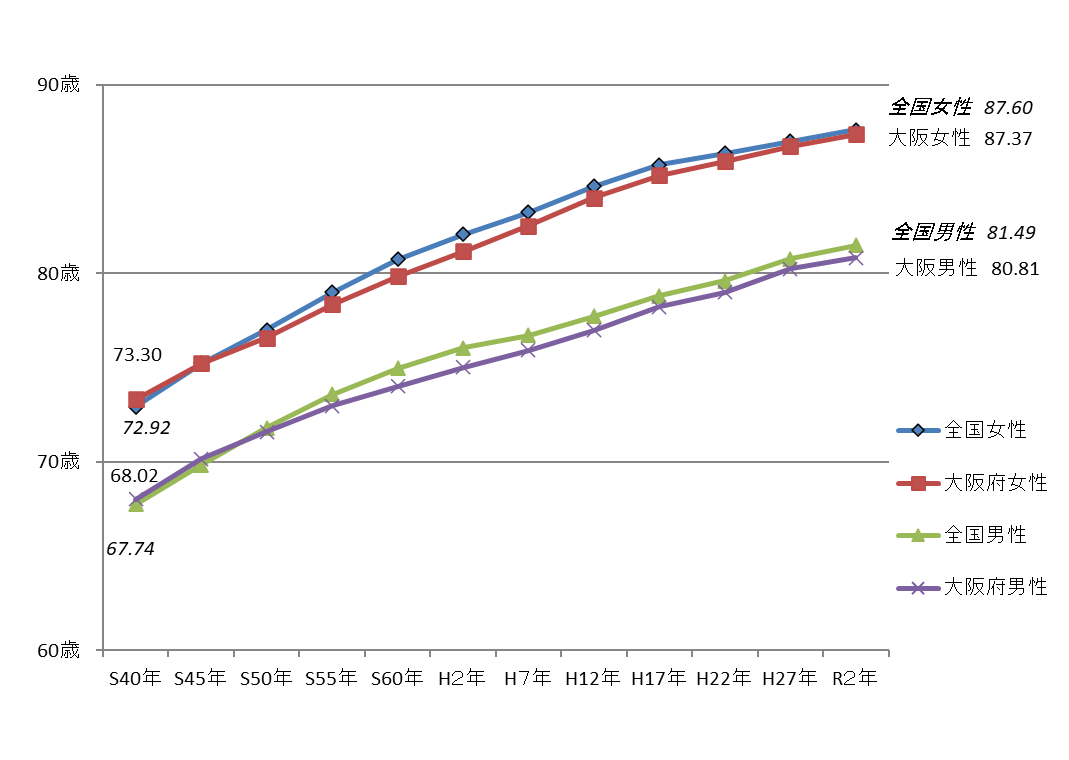 90歳
全国女性 87.60
大阪女性 87.37
全国男性 81.49
大阪男性 80.81
80歳
73.30
72.92
70歳
68.02
67.74
60歳
S40年 S45年 S50年 S55年 S60年 H２年 H７年 H12年 H17年 H22年 H27年 R２年
全国女性
大阪府女性
全国男性
大阪府男性